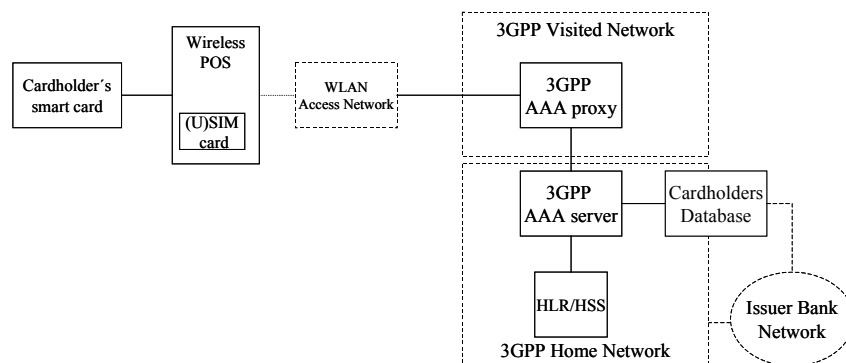 3GPP Visited Network
Wireless
POS
Cardholder´s
smart card
(U)SIM
card
WLAN
Access Network
3GPP
AAA proxy
3GPP
AAA server
Cardholders
Database
HLR/HSS
Issuer Bank
Network
3GPP Home Network